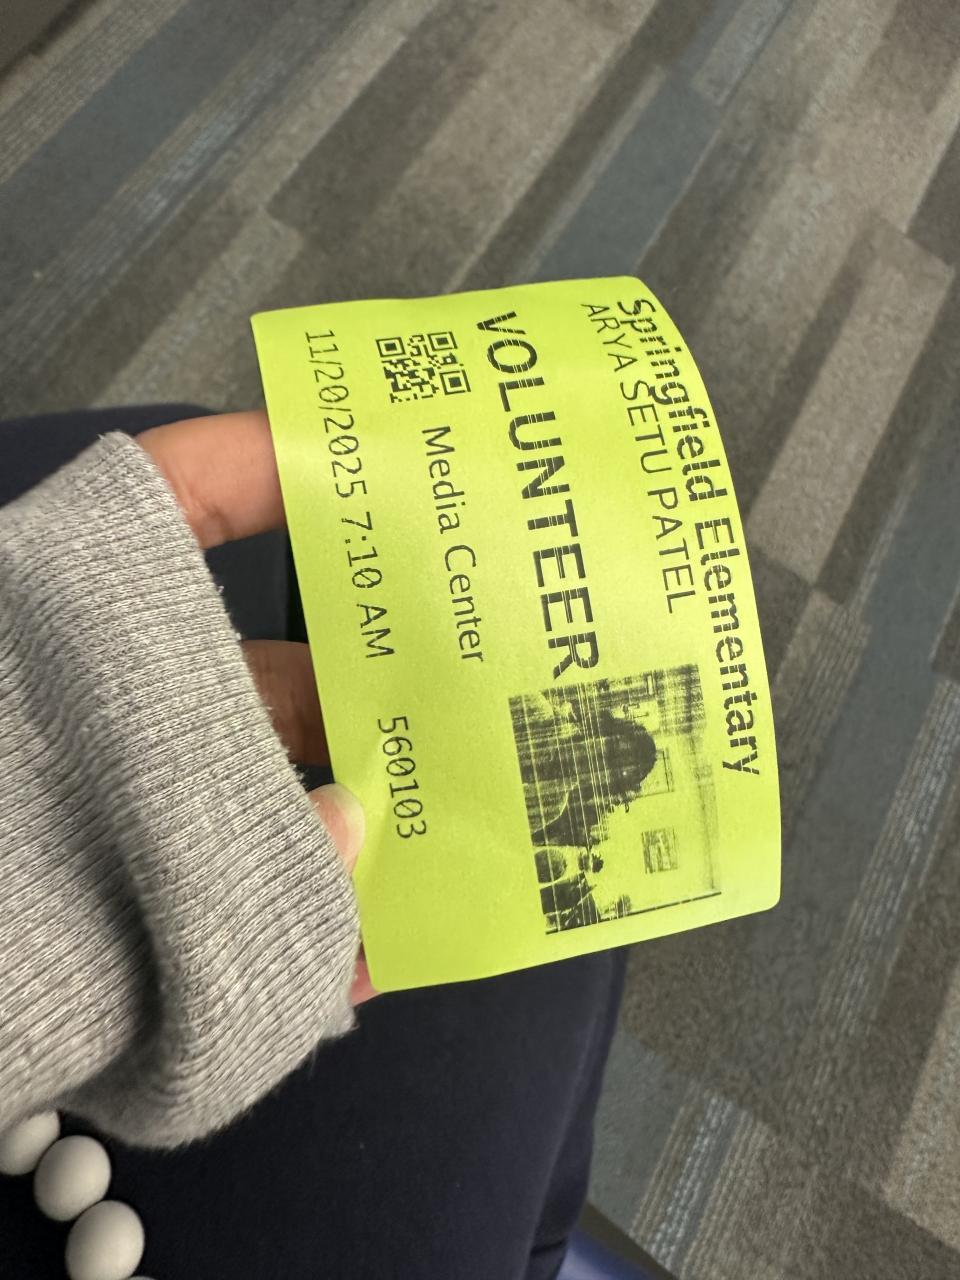 Springfield Elementary
ARYA SETU PATEL
VOLUNTEER
Media Center
11/20/2025 7:10 AM 560103